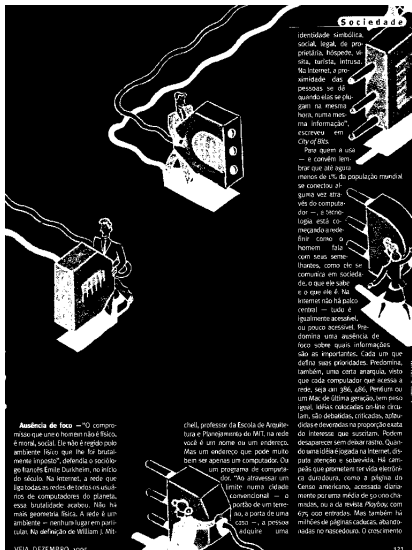 Sociedade
Ausência de foco — "O compro-
misso que une o homem não é físico,
é moral, social. Ele não é regido pelo
ambiente físico que lhe foi brutal-
mente imposto", defendia o sociólo-
go francês Emile Durkheim, no início
do século. Na Internet, a rede que
liga todas as redes de todos os usuá-
rios de computadores do planeta,
essa brutalidade acabou. Não há
mais geometria física. A rede é um
ambiente — nenhum lugar em parti-
cular. Na definição de William J. Mit-
chell, professor da Escola de Arquite-
tura e Planejamento do MIT, na rede
você é um nome ou um endereço.
Mas um endereço que pode muito
bem ser apenas um computador. Ou
um programa de computa-
dor. "Ao atravessar um
limite numa cidade
convencional — o
portão de um terre-
no, a porta de uma
casa —, a pessoa
adquire uma
identidade simbólica,
social, legal, de pro-
prietária, hóspede, vi-
sita, turista, intrusa.
Na Internet, a pro-
ximidade das
pessoas se dá
quando elas se plu-
gam na mesma
hora, numa mes-
ma informação",
escreveu em
City of Bits.
Para quem a usa
— e convém lem-
brar que até agora
menos de 1% da população mundial
se conectou al-
guma vez atra-
vés do computa-
dor —, a tecno-
logia está co-
meçando a rede-
finir como o
homem fala
com seus seme-
lhantes, como ele se
comunica em socieda-
de, o que ele sabe
e o que ele é. Na
Internet não há palco
central — tudo é
igualmente acessível,
ou pouco acessível. Pre-
domina uma ausência de
foco sobre quais informações
são as importantes. Cada um que
defina suas prioridades. Predomina,
também, uma certa anarquia, visto
que cada computador que acessa a
rede, seja um 386, 486, Pentium ou
um Mac de última geração, tem peso
igual. Idéias colocadas on-line circu-
lam, são debatidas, criticadas, aplau-
didas e devoradas na proporção exata
do interesse que suscitam. Podem
desaparecer sem deixar rastro. Quan-
do uma idéia é jogada na Internet, dis-
puta atenção e sobrevida. Há cam-
peãs que prometem ter vida eletrôni-
ca duradoura, como a página do
Congresso americano, acessada diaria-
mente por uma média de 50 000 cha-
madas, ou a da revista Playboy, com
675 000 entradas. Mas também há
milhões de páginas caducas, abando-
nadas no ciberespaço. O crescimento
VEJA DEZEMBRO, 1995